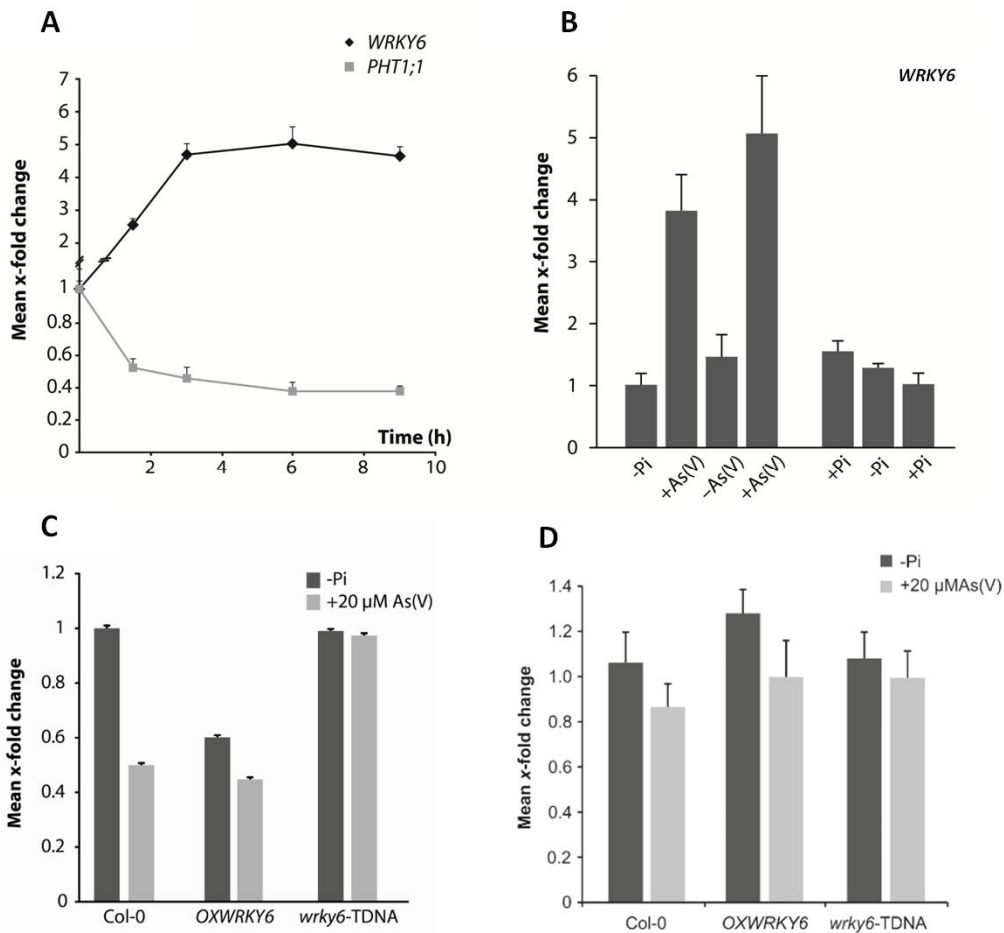 A
WRKY6
PHT1;1
Mean x-fold change
7
6
5
4
3
2
1
0.8
0.6
0.4
0.2
0
2
4
6
8
10
Time (h)
B
WRKY6
Mean x-fold change
6
5
4
3
2
1
0
-Pi
+As(V)
–As(V)
+As(V)
+Pi
-Pi
+Pi
C
-Pi
+20 µM As(V)
Mean x-fold change
1.2
1
0.8
0.6
0.4
0.2
0
Col-0
OXWRKY6
wrky6-TDNA
D
-Pi
+20 µMAs(V)
Mean x-fold change
1.4
1.2
1.0
0.8
0.6
0.4
0.2
0.0
Col-0
OXWRKY6
wrky6-TDNA